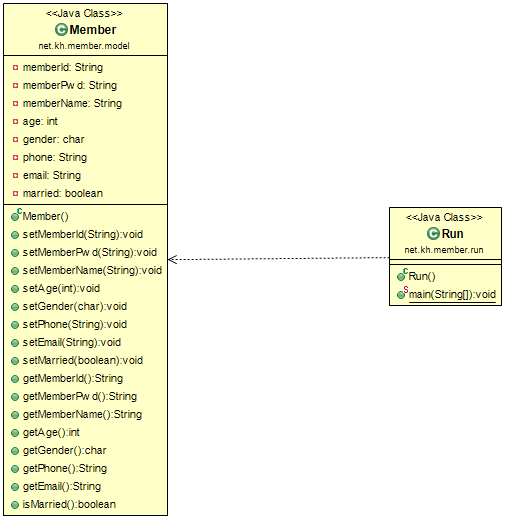 <<Java Class>>
Member
net.kh.member.model
memberId: String
memberPwd: String
memberName: String
age: int
gender: char
phone: String
email: String
married: boolean
Member()
setMemberId(String):void
setMemberPwd(String):void
setMemberName(String):void
setAge(int):void
setGender(char):void
setPhone(String):void
setEmail(String):void
setMarried(boolean):void
getMemberId():String
getMemberPwd():String
getMemberName():String
getAge():int
getGender():char
getPhone():String
getEmail():String
isMarried():boolean
<<Java Class>>
Run
net.kh.member.run
Run()
main(String[]):void